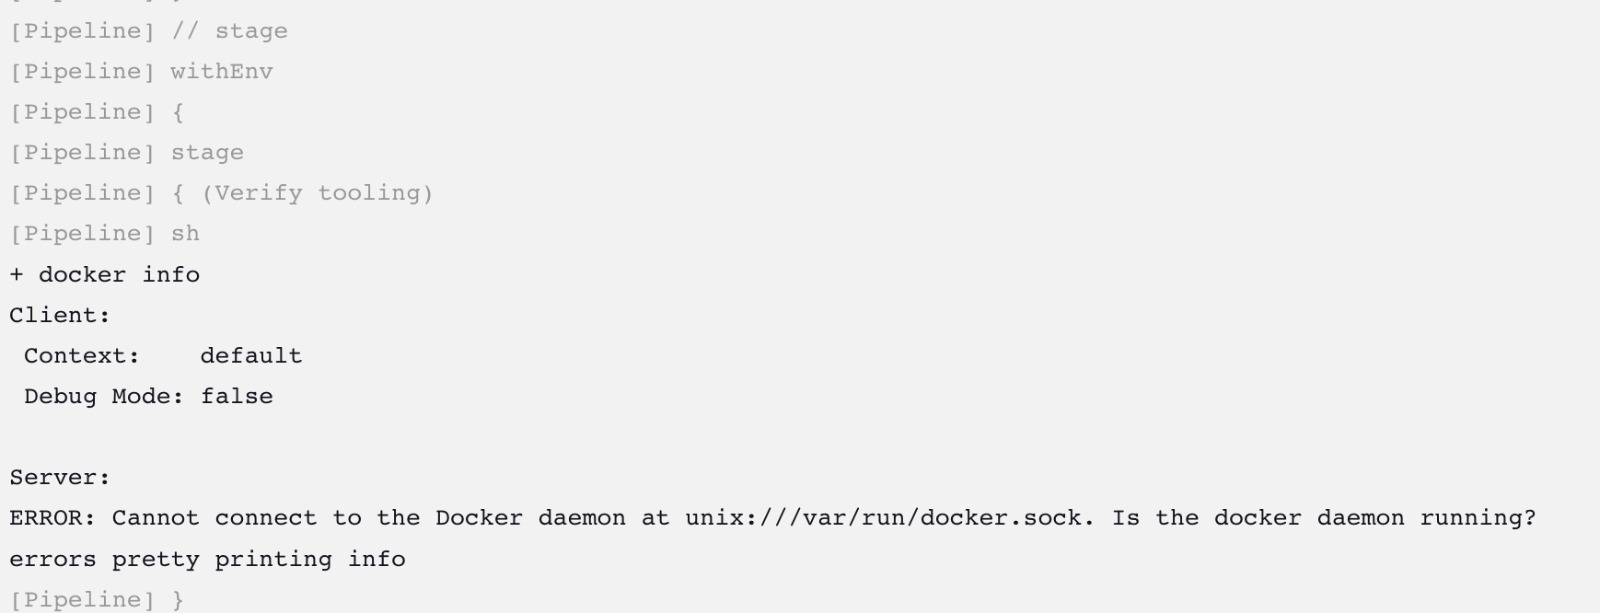 [Pipeline] // stage
[Pipeline] withEnv
[Pipeline] {
[Pipeline] stage
[Pipeline] { (Verify tooling)
[Pipeline] sh
+ docker info
Client:
 Context:    default
 Debug Mode: false

Server:
ERROR: Cannot connect to the Docker daemon at unix:///var/run/docker.sock. Is the docker daemon running?
errors pretty printing info
[Pipeline] }